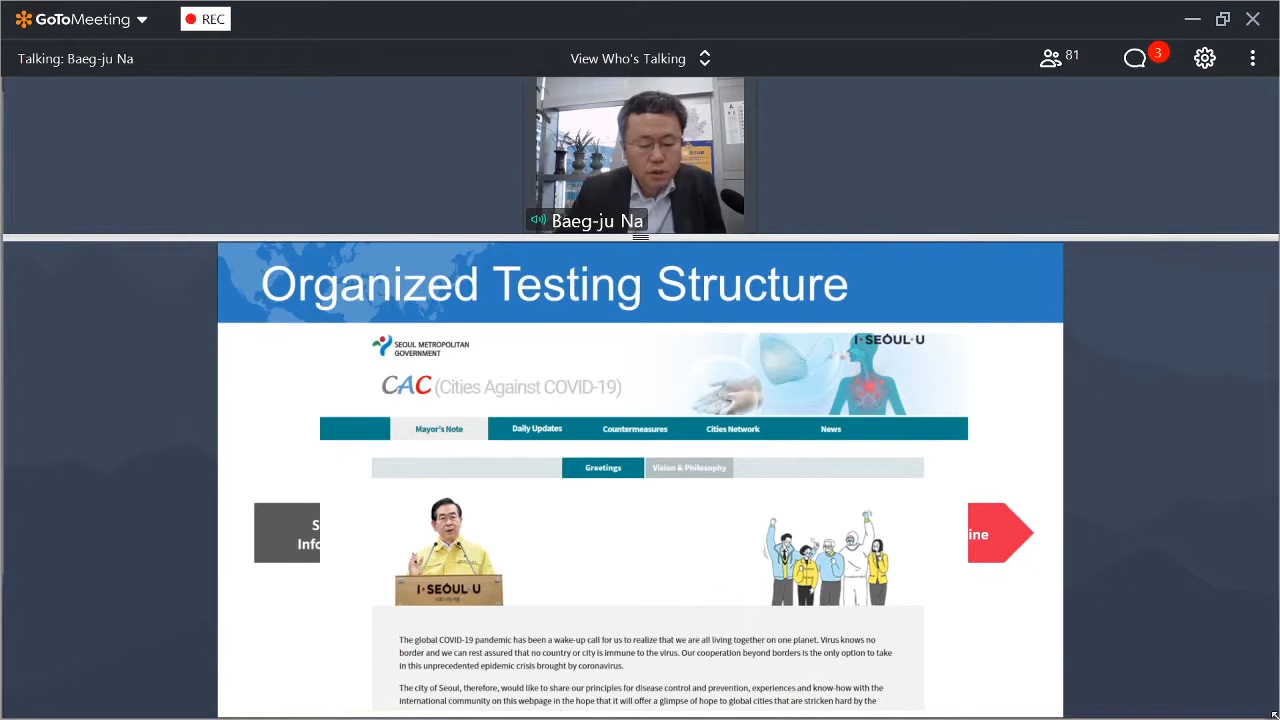 GoToMeeting
REC
Talking: Baeg-ju Na
View Who's Talking
81
3
Baeg-ju Na
Organized Testing Structure
SEOUL METROPOLITAN
GOVERNMENT
I·SEOUL·U
CAC (Cities Against COVID-19)
Mayor's Note
Daily Updates
Countermeasures
Cities Network
News
Greetings
Vision & Philosophy
S
Info
I·SEOUL·U
ine
The global COVID-19 pandemic has been a wake-up call for us to realize that we are all living together on one planet. Virus knows no
border and we can rest assured that no country or city is immune to the virus. Our cooperation beyond borders is the only option to take
in this unprecedented epidemic crisis brought by coronavirus.
The city of Seoul, therefore, would like to share our principles for disease control and prevention, experiences and know-how with the
international community on this webpage in the hope that it will offer a glimpse of hope to global cities that are stricken hard by the